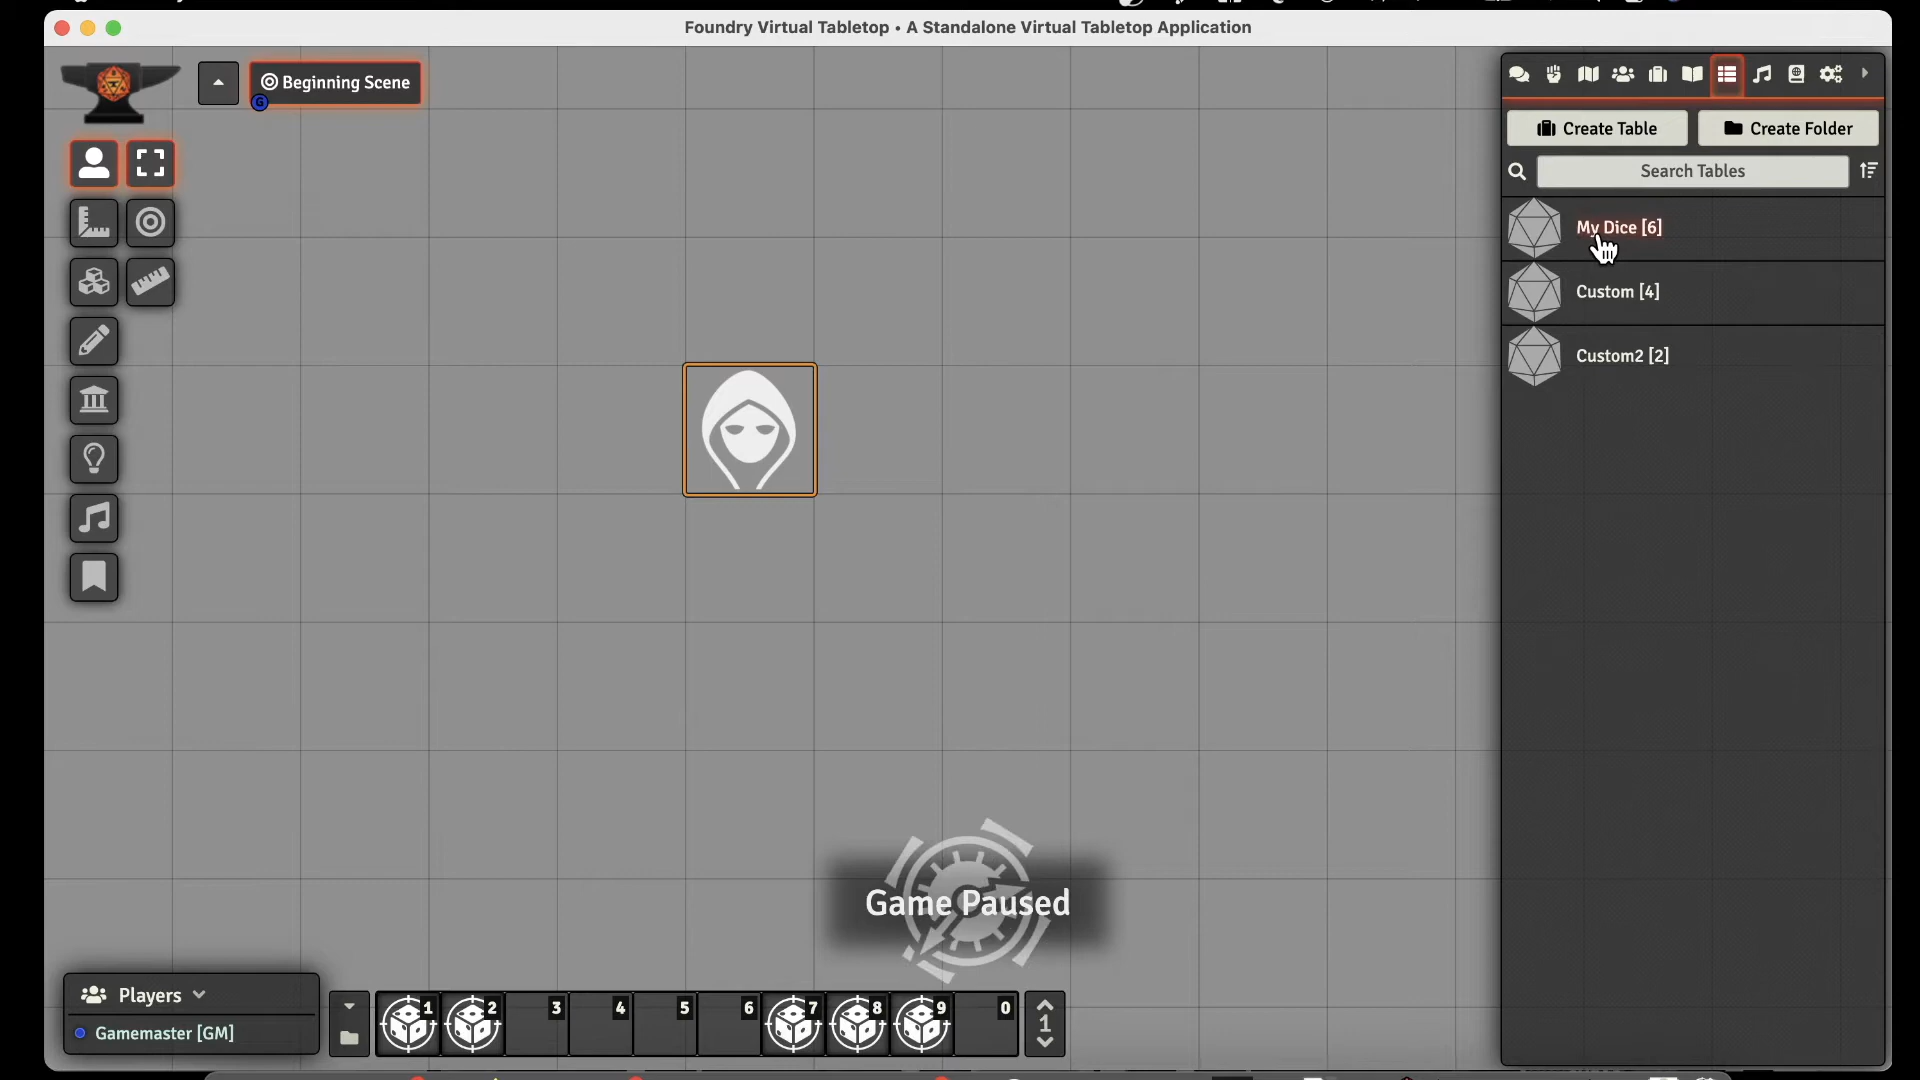 Foundry Virtual Tabletop • A Standalone Virtual Tabletop Application
Beginning Scene
G
Create Table
Create Folder
Search Tables
My Dice [6]
Custom [4]
Custom2 [2]
Game Paused
Players
Gamemaster [GM]
1 2 3 4 5 6 7 8 9 0
1